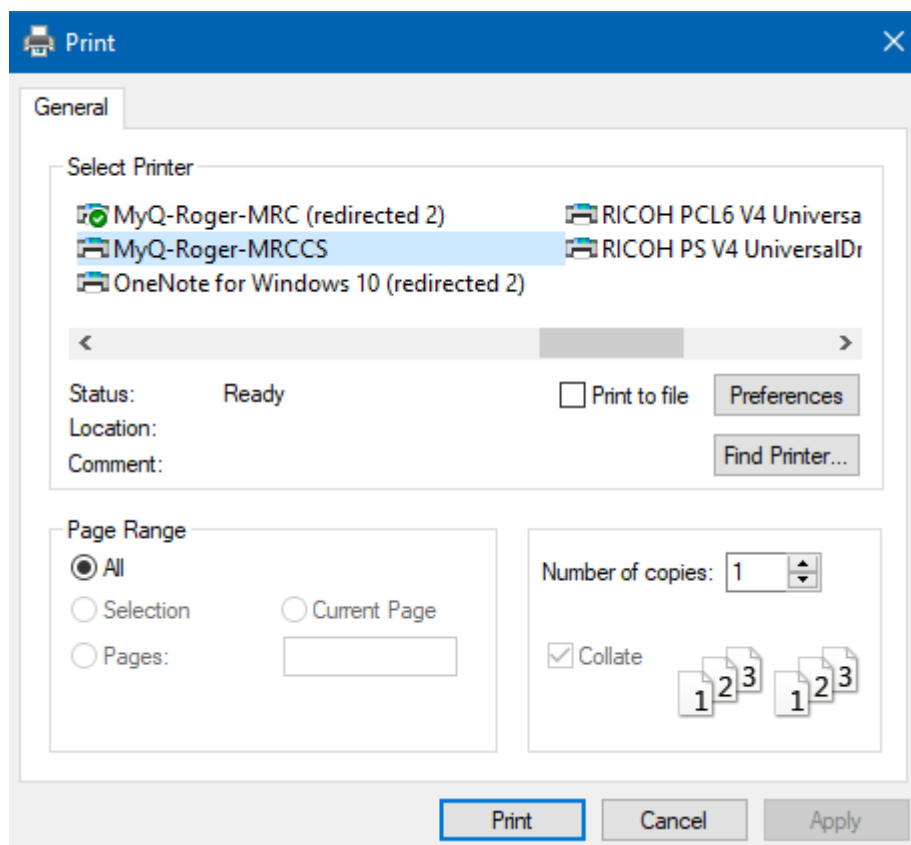 Print
General
Select Printer
MyQ-Roger-MRC (redirected 2)
MyQ-Roger-MRCCS
OneNote for Windows 10 (redirected 2)
RICOH PCL6 V4 Universa
RICOH PS V4 UniversalDr
Status: Ready
Location:
Comment:
Print to file
Preferences
Find Printer...
Page Range
All
Selection
Current Page
Pages:
Number of copies: 1
Collate
1 2 3 1 2 3
Print Cancel Apply